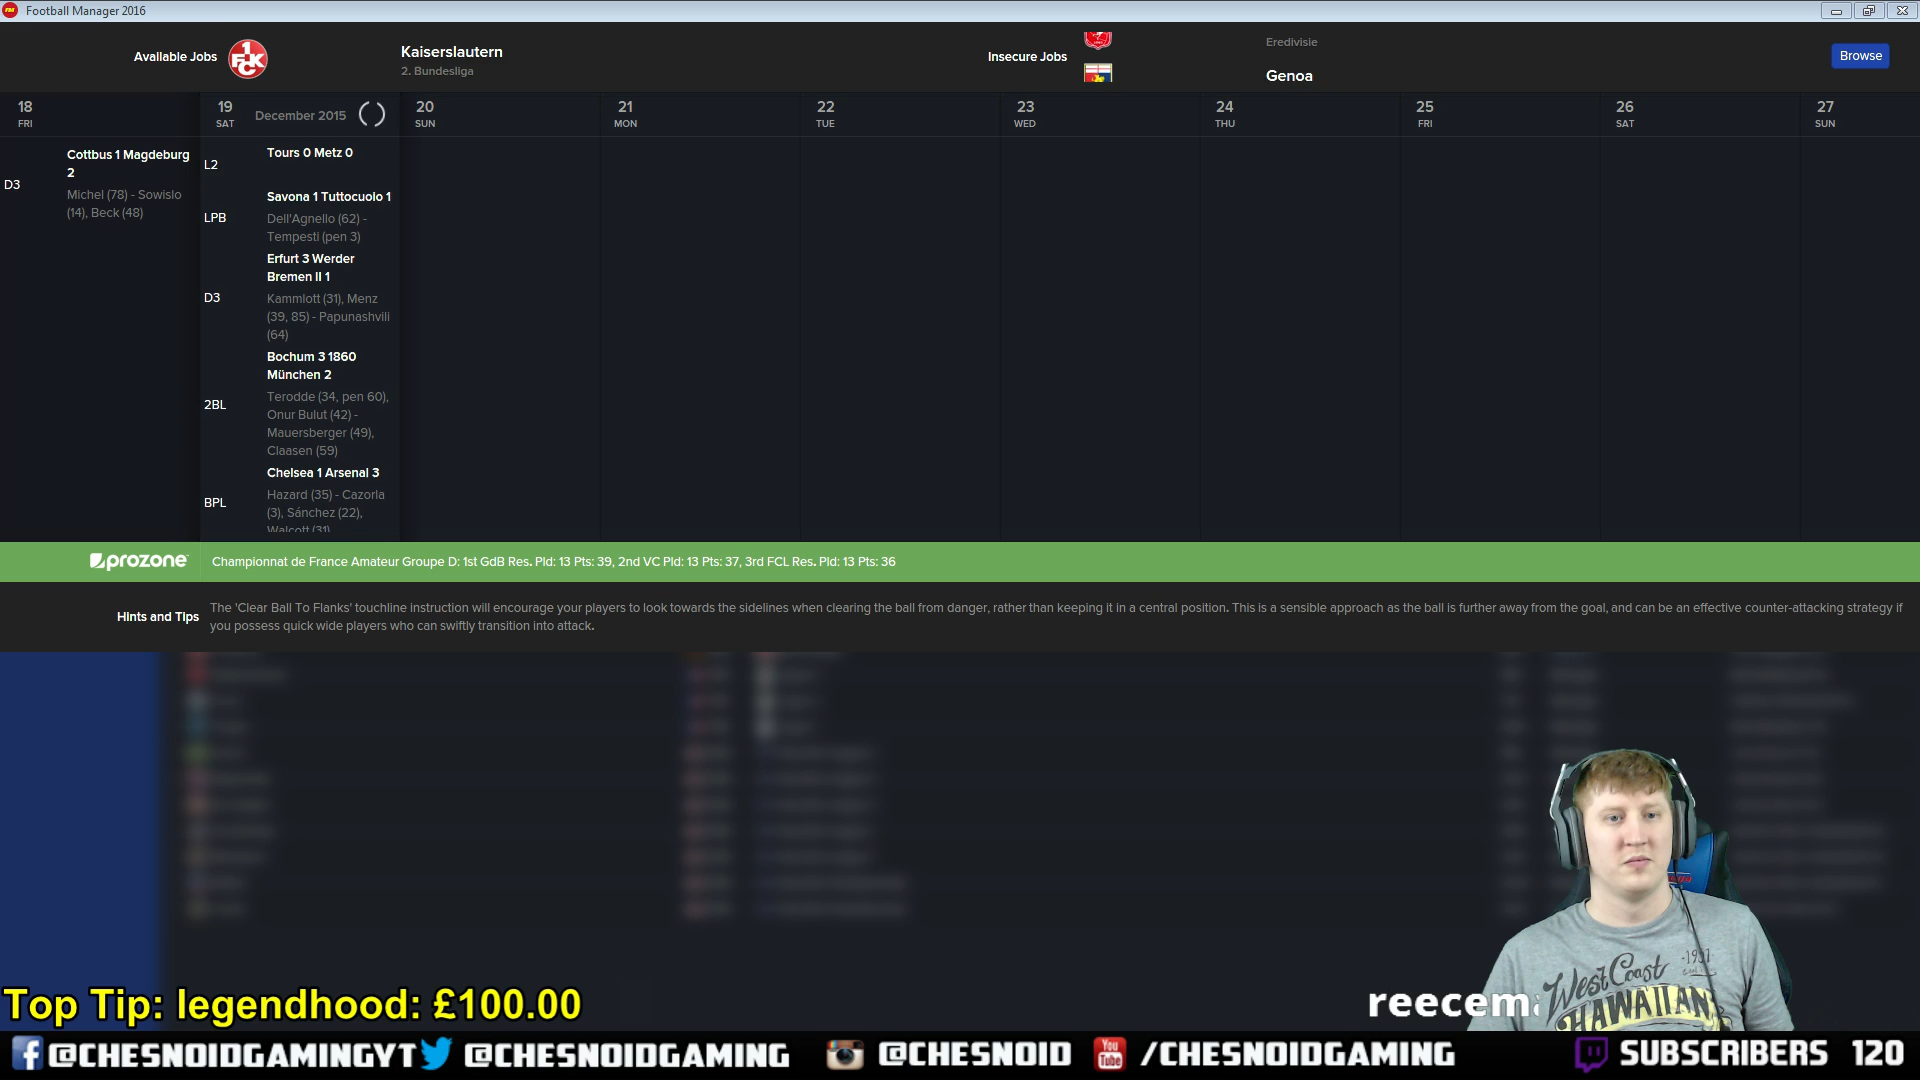 Football Manager 2016
Available Jobs
Kaiserslautern
2. Bundesliga
Insecure Jobs
Eredivisie
Genoa
Browse
18
FRI
19
SAT
December 2015
20
SUN
21
MON
22
TUE
23
WED
24
THU
25
FRI
26
SAT
27
SUN
D3
Cottbus 1 Magdeburg
2
Michel (78) - Sowislo
(14), Beck (48)
L2
Tours 0 Metz 0
LPB
Savona 1 Tuttocuoio 1
Dell'Agnello (62) -
Tempesti (pen 3)
D3
Erfurt 3 Werder
Bremen II 1
Kammlott (31), Menz
(39, 85) - Papunashvili
(64)
2BL
Bochum 3 1860
München 2
Terodde (34, pen 60),
Onur Bulut (42) -
Mauersberger (49),
Claasen (59)
BPL
Chelsea 1 Arsenal 3
Hazard (35) - Cazorla
(3), Sánchez (22),
Walcott (31)
prozone
Championnat de France Amateur Groupe D: 1st GdB Res. Pld: 13 Pts: 39, 2nd VC Pld: 13 Pts: 37, 3rd FCL Res. Pld: 13 Pts: 36
Hints and Tips
The 'Clear Ball To Flanks' touchline instruction will encourage your players to look towards the sidelines when clearing the ball from danger, rather than keeping it in a central position. This is a sensible approach as the ball is further away from the goal, and can be an effective counter-attacking strategy if
you possess quick wide players who can swiftly transition into attack.
Top Tip: legendhood: £100.00
reecem
West Coast
-1991-
HAWAIIAN
@CHESNOIDGAMINGYT
@CHESNOIDGAMING
@CHESNOID
You
Tube
/CHESNOIDGAMING
SUBSCRIBERS 120